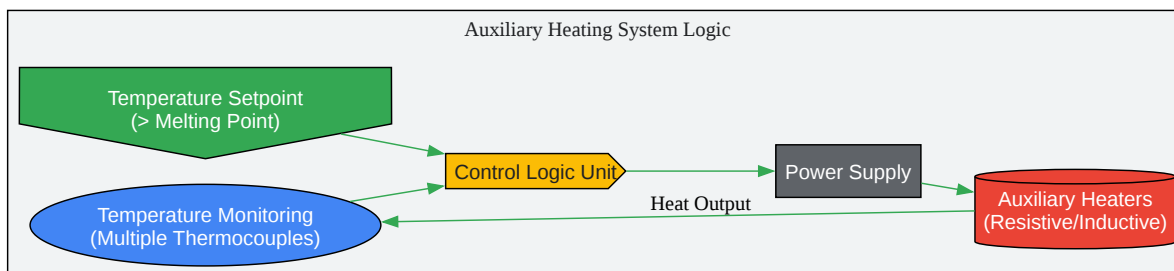 Auxiliary Heating System Logic
Temperature Setpoint
(> Melting Point)
Control Logic Unit
Power Supply
Temperature Monitoring
(Multiple Thermocouples)
Heat Output
Auxiliary Heaters
(Resistive/Inductive)